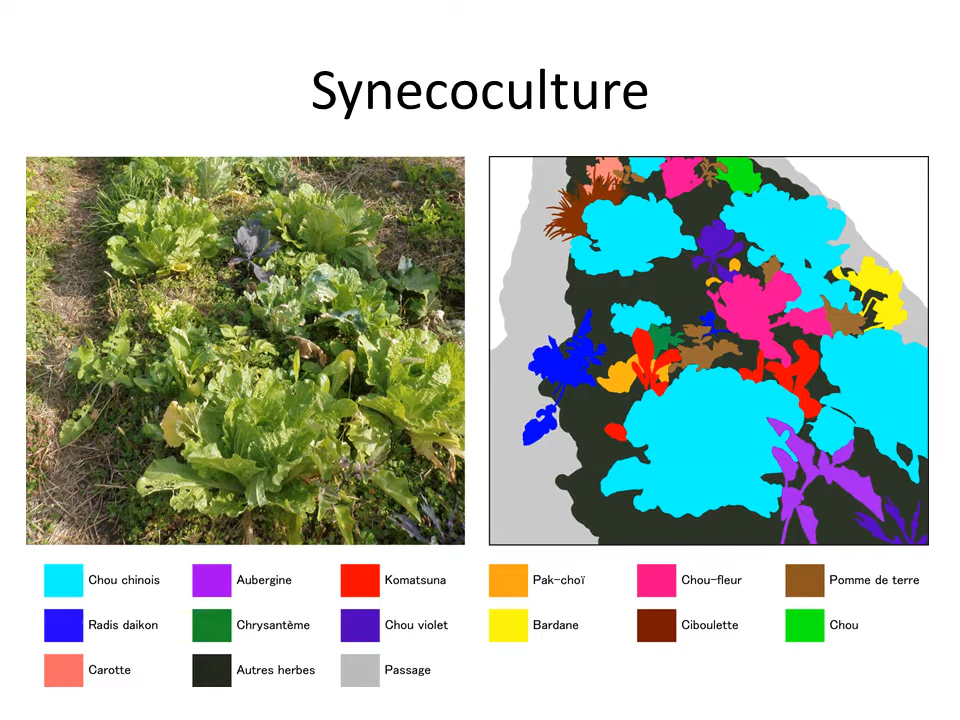 Synecoculture
Chou chinois
Aubergine
Komatsuna
Pak-choï
Chou-fleur
Pomme de terre
Radis daikon
Chrysantème
Chou violet
Bardane
Ciboulette
Chou
Carotte
Autres herbes
Passage